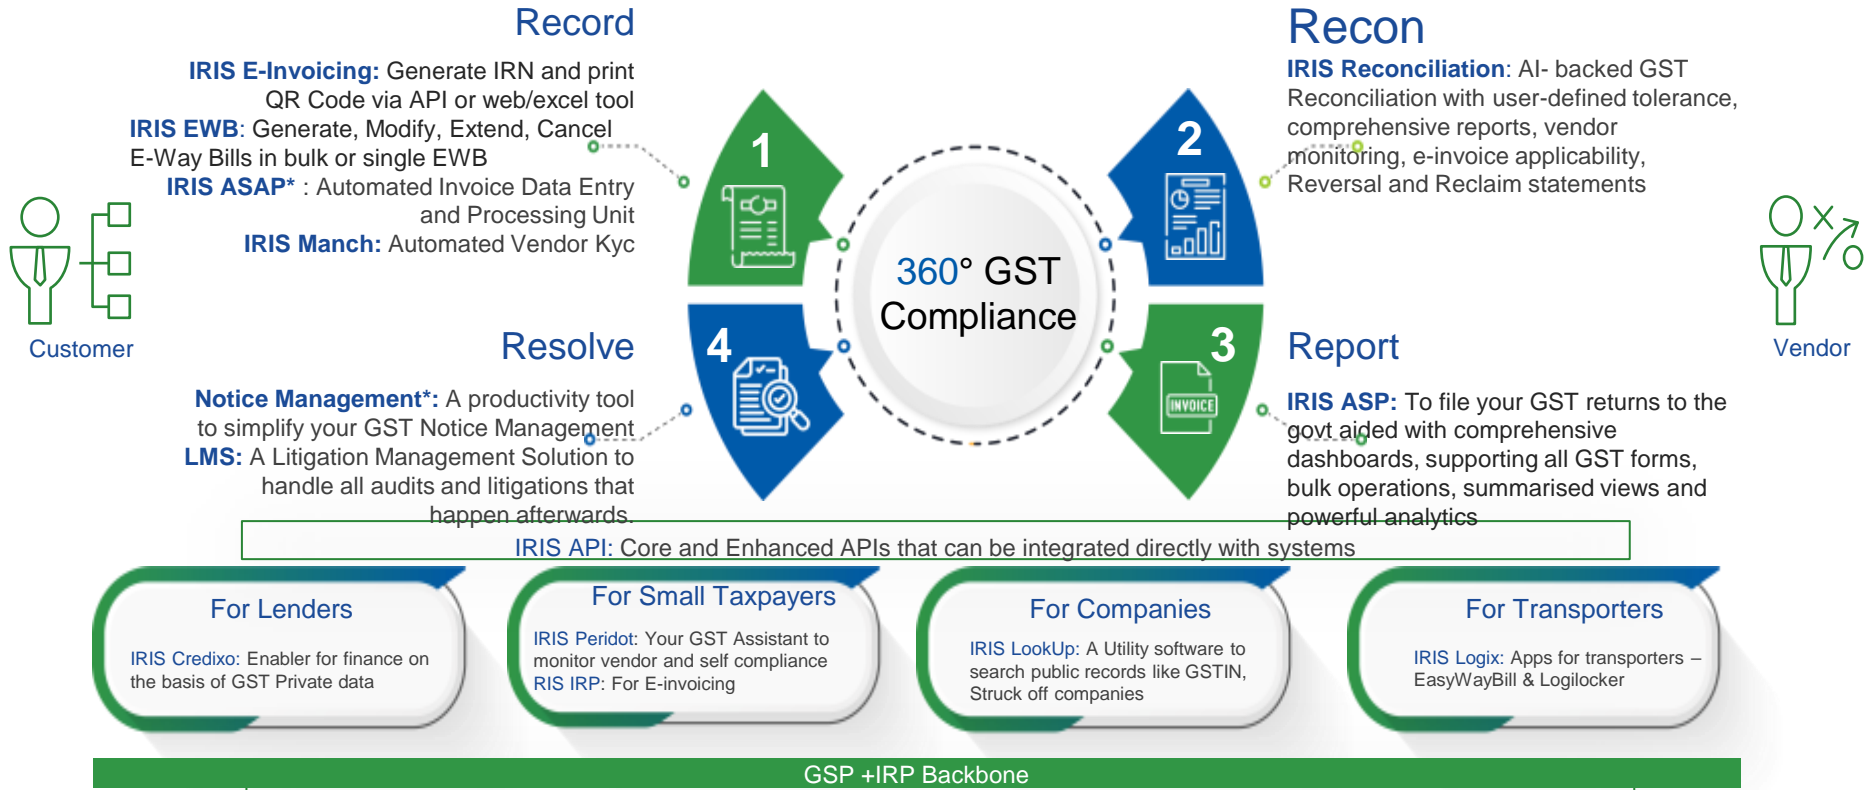 Record
IRIS E-Invoicing: Generate IRN and print
QR Code via API or web/excel tool
IRIS EWB: Generate, Modify, Extend, Cancel
E-Way Bills in bulk or single EWB
IRIS ASAP* : Automated Invoice Data Entry
and Processing Unit
IRIS Manch: Automated Vendor Kyc
Customer
1
Recon
IRIS Reconciliation: AI- backed GST
Reconciliation with user-defined tolerance,
comprehensive reports, vendor
monitoring, e-invoice applicability,
Reversal and Reclaim statements
2
Vendor
360° GST
Compliance
Resolve
Notice Management*: A productivity tool
to simplify your GST Notice Management
LMS: A Litigation Management Solution to
handle all audits and litigations that
happen afterwards.
4
Report
IRIS ASP: To file your GST returns to the
govt aided with comprehensive
dashboards, supporting all GST forms,
bulk operations, summarised views and
powerful analytics
3
INVOICE
IRIS API: Core and Enhanced APIs that can be integrated directly with systems
For Lenders
IRIS Credixo: Enabler for finance on
the basis of GST Private data
For Small Taxpayers
IRIS Peridot: Your GST Assistant to
monitor vendor and self compliance
RIS IRP: For E-invoicing
For Companies
IRIS LookUp: A Utility software to
search public records like GSTIN,
Struck off companies
For Transporters
IRIS Logix: Apps for transporters –
EasyWayBill & Logilocker
GSP +IRP Backbone